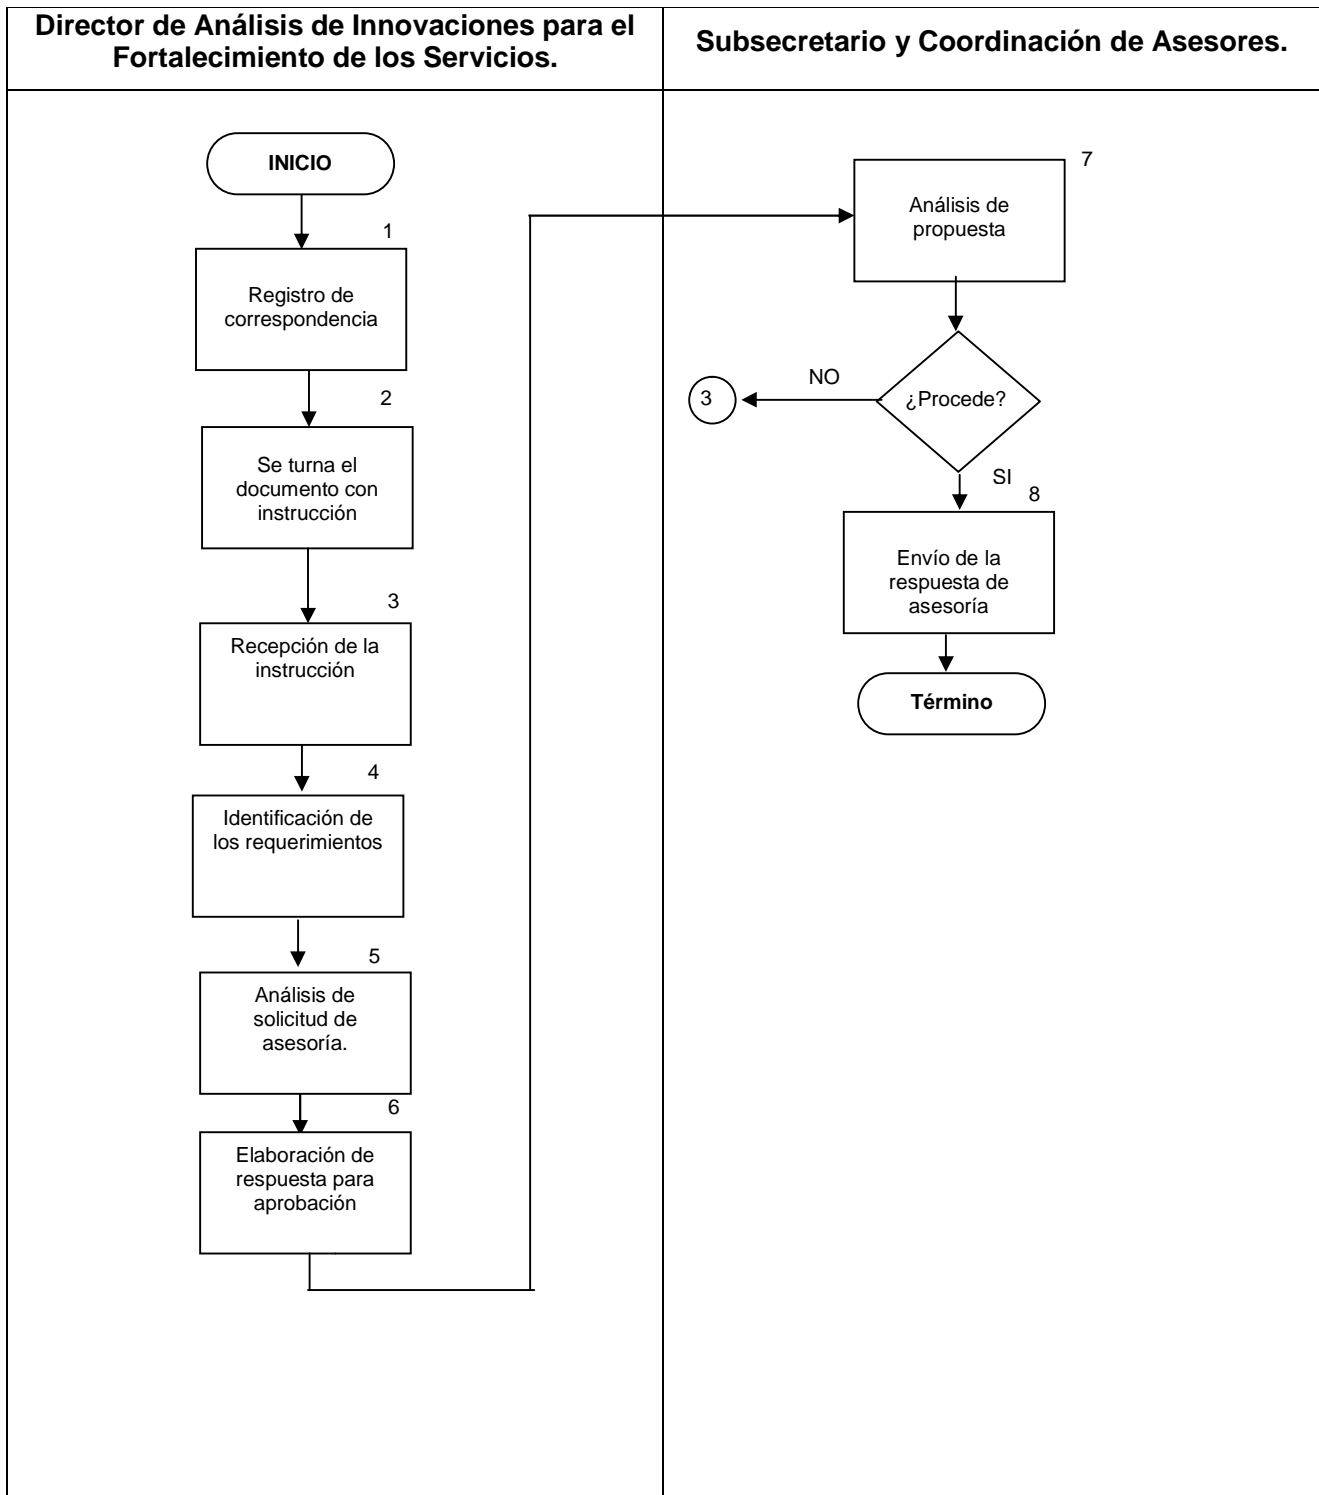 Director de Análisis de Innovaciones para el
Fortalecimiento de los Servicios.
Subsecretario y Coordinación de Asesores.
INICIO
1
Registro de
correspondencia
2
Se turna el
documento con
instrucción
3
Recepción de la
instrucción
4
Identificación de
los requerimientos
5
Análisis de
solicitud de
asesoría.
6
Elaboración de
respuesta para
aprobación
7
Análisis de
propuesta
¿Procede?
NO
3
SI
8
Envío de la
respuesta de
asesoría
Término